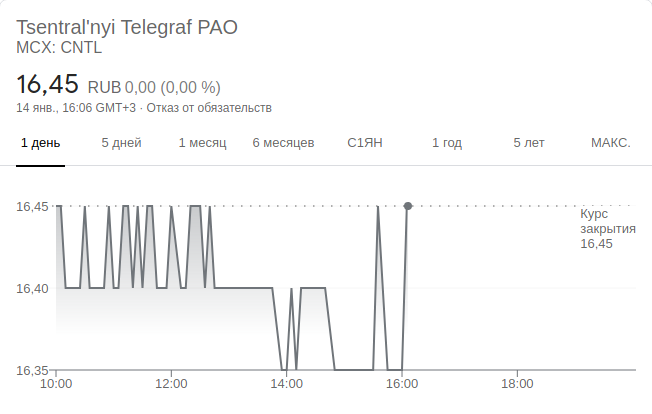 Tsentral'nyi Telegraf PAO
MCX: CNTL
16,45 RUB 0,00 (0,00 %)
14 янв., 16:06 GMT+3 · Отказ от обязательств
1 день 5 дней 1 месяц 6 месяцев С1ЯН 1 год 5 лет МАКС.
16,45
Курс
закрытия
16,45
16,40
16,35
10:00 12:00 14:00 16:00 18:00